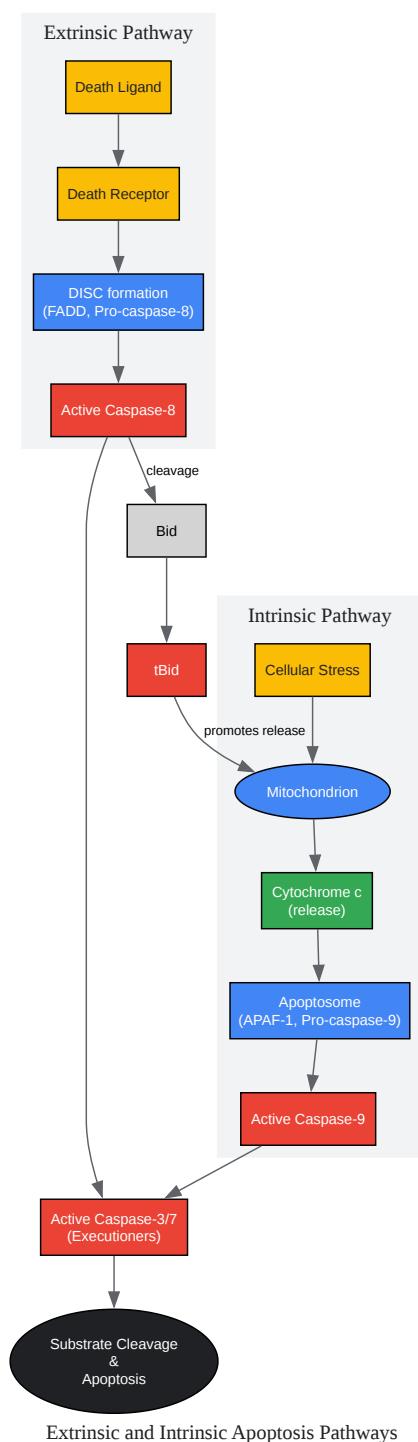 Extrinsic Pathway
Death Ligand
Death Receptor
DISC formation
(FADD, Pro-caspase-8)
Active Caspase-8
cleavage
Bid
Intrinsic Pathway
tBid
Cellular Stress
promotes release
Mitochondrion
Cytochrome c
(release)
Apoptosome
(APAF-1, Pro-caspase-9)
Active Caspase-9
Active Caspase-3/7
(Executioners)
Substrate Cleavage
&
Apoptosis
Extrinsic and Intrinsic Apoptosis Pathways